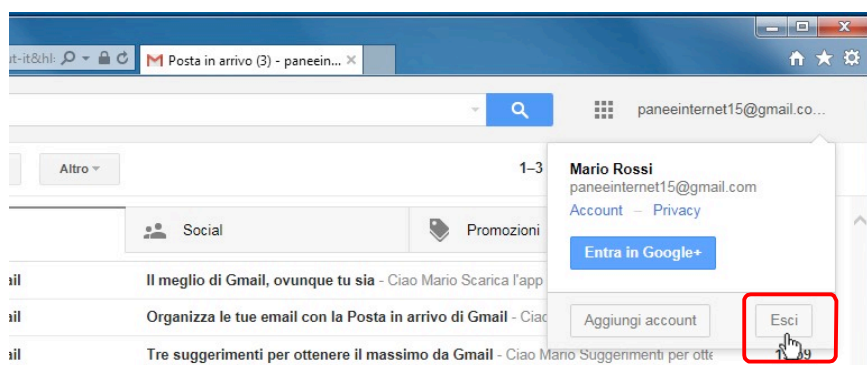 Posta in arrivo (3) - paneein...
paneeinternet15@gmail.co...
Altro
1–3
Mario Rossi
paneeinternet15@gmail.com
Account – Privacy
Social
Promozioni
Entra in Google+
Il meglio di Gmail, ovunque tu sia - Ciao Mario Scarica l'app
Organizza le tue email con la Posta in arrivo di Gmail - Ciao
Aggiungi account
Esci
Tre suggerimenti per ottenere il massimo da Gmail - Ciao Mario Suggerimenti per